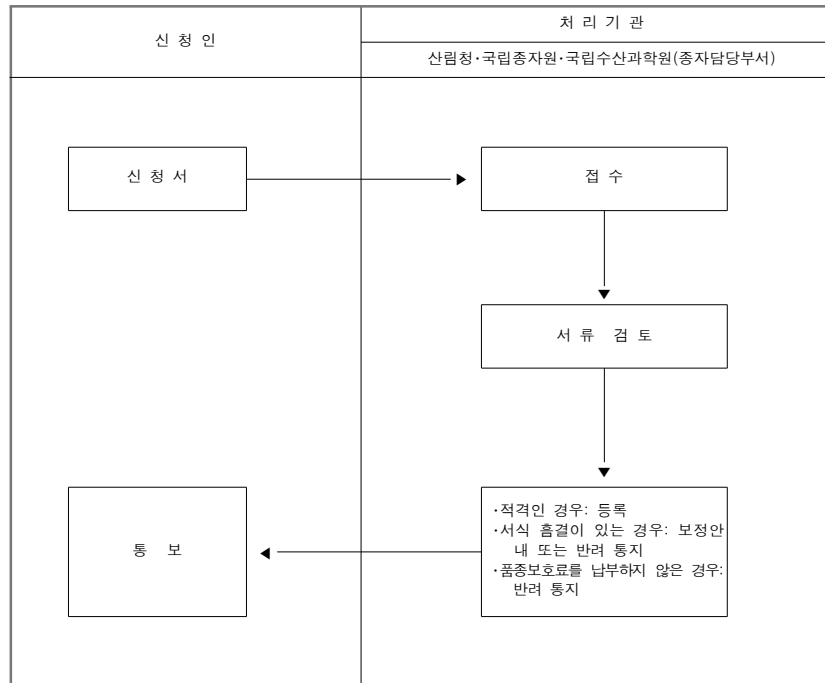 신 청 인
처 리 기 관
산림청·국립종자원·국립수산과학원(종자담당부서)
신 청 서
접 수
서 류 검 토
·적격인 경우: 등록
·서식 흠결이 있는 경우: 보정안
내 또는 반려 통지
·품종보호료를 납부하지 않은 경우:
반려 통지
통 보